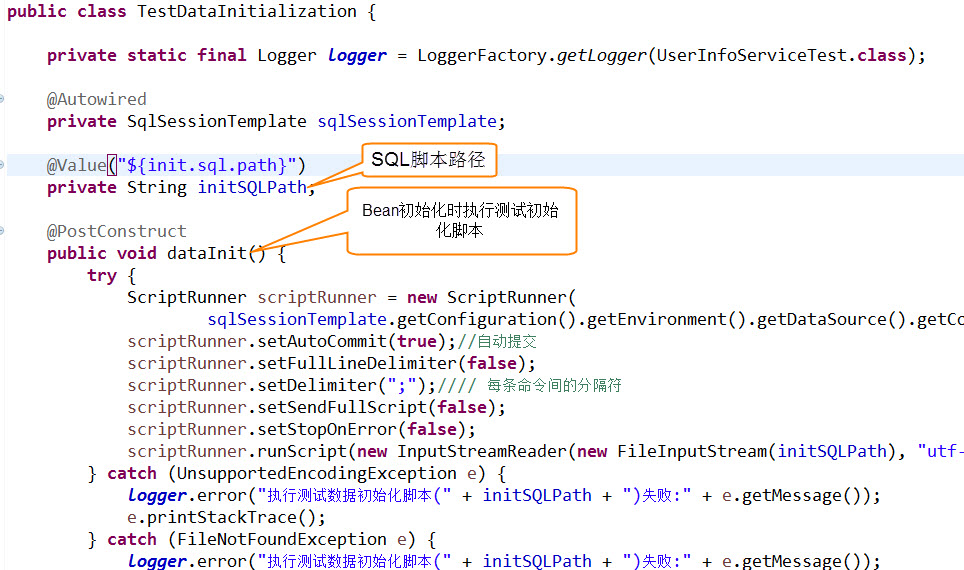 public class TestDataInitialization {
private static final Logger logger = LoggerFactory.getLogger(UserInfoServiceTest.class);
@Autowired
private SqlSessionTemplate sqlSessionTemplate;
@Value("${init.sql.path}")
SQL脚本路径
private String initSQLPath;
Bean初始化时执行测试初始
化脚本
@PostConstruct
public void dataInit() {
try {
ScriptRunner scriptRunner = new ScriptRunner(
sqlSessionTemplate.getConfiguration().getEnvironment().getDataSource().getCo
scriptRunner.setAutoCommit(true);//自动提交
scriptRunner.setFullLineDelimiter(false);
scriptRunner.setDelimiter(";");//// 每条命令间的分隔符
scriptRunner.setSendFullScript(false);
scriptRunner.setStopOnError(false);
scriptRunner.runScript(new InputStreamReader(new FileInputStream(initSQLPath), "utf-
} catch (UnsupportedEncodingException e) {
logger.error("执行测试数据初始化脚本(" + initSQLPath + ")失败:" + e.getMessage());
e.printStackTrace();
} catch (FileNotFoundException e) {
logger.error("执行测试数据初始化脚本(" + initSQLPath + ")失败:" + e.getMessage());